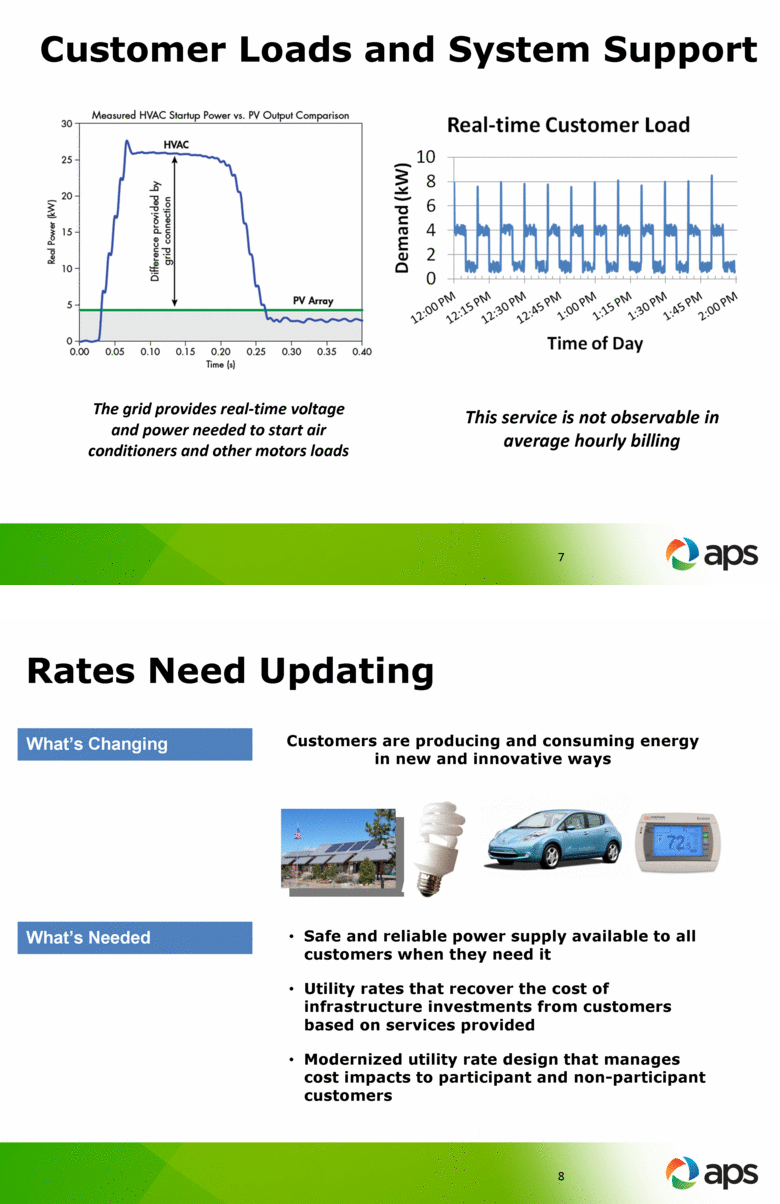 Customer Loads and System Support
Measured HVAC Startup Power vs. PV Output Comparison
Real Power (kW)
30
25
20
15
10
5
0
HVAC
Difference provided by
grid connection
PV Array
0.00 0.05 0.10 0.15 0.20 0.25 0.30 0.35 0.40
Time (s)
Real-time Customer Load
Demand (kW)
10
8
6
4
2
0
12:00 PM 12:15 PM 12:30 PM 12:45 PM 1:00 PM 1:15 PM 1:30 PM 1:45 PM 2:00 PM
Time of Day
The grid provides real-time voltage
and power needed to start air
conditioners and other motors loads
This service is not observable in
average hourly billing
7
aps
Rates Need Updating
What's Changing
Customers are producing and consuming energy
in new and innovative ways
72
What's Needed
• Safe and reliable power supply available to all
customers when they need it
• Utility rates that recover the cost of
infrastructure investments from customers
based on services provided
• Modernized utility rate design that manages
cost impacts to participant and non-participant
customers
8
aps